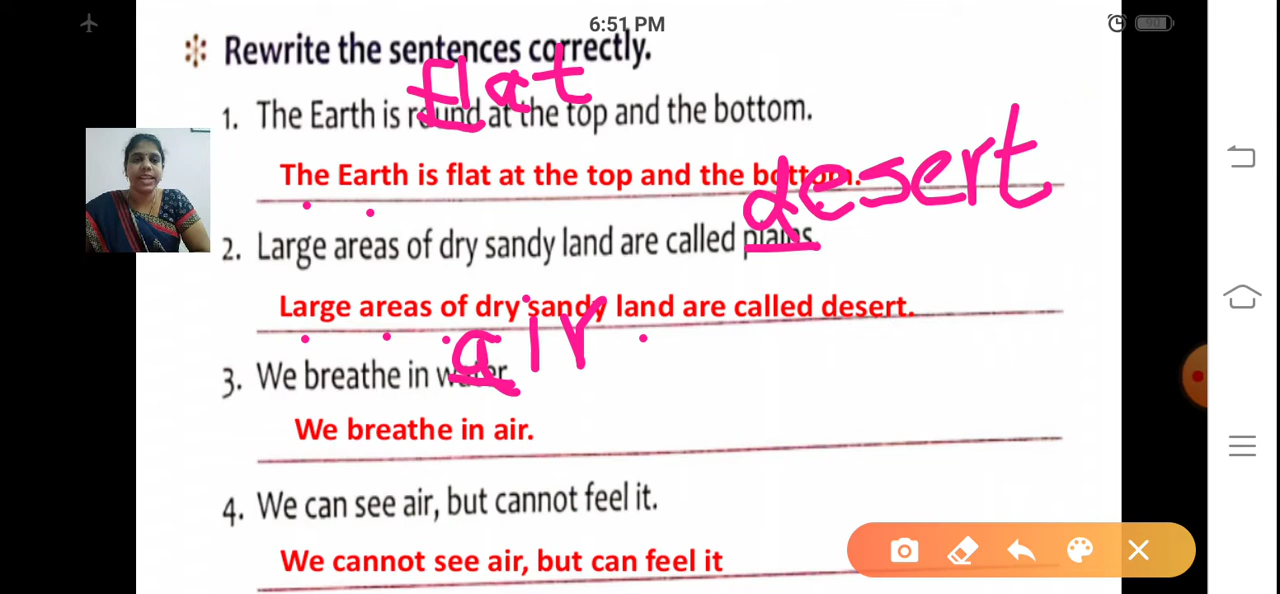 6:51 PM
90
Rewrite the sentences correctly.
flat
1. The Earth is round at the top and the bottom.
The Earth is flat at the top and the bottom.
desert
2. Large areas of dry sandy land are called plains.
Large areas of dry sandy land are called desert.
air
3. We breathe in water.
We breathe in air.
4. We can see air, but cannot feel it.
We cannot see air, but can feel it